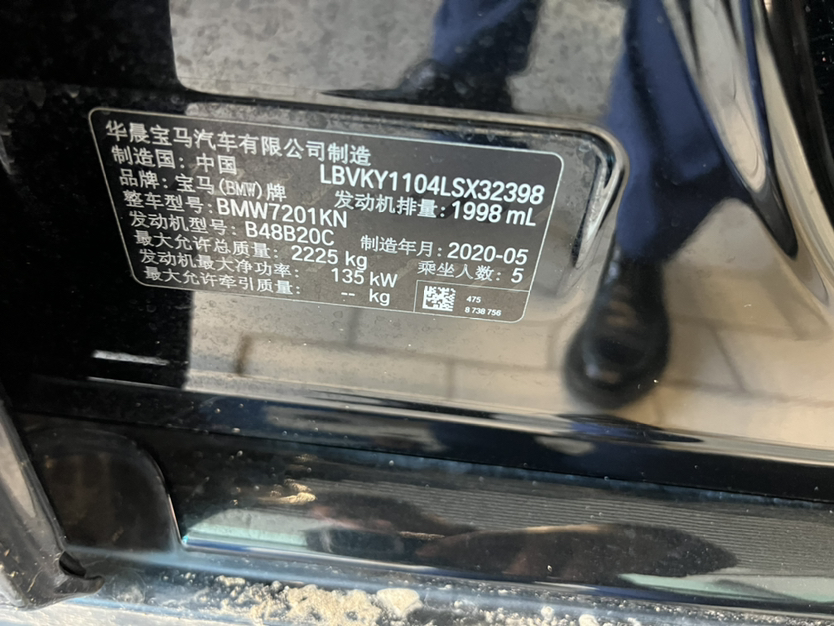 华晨宝马汽车有限公司制造
制造国：中国 LBVKY1104LSX32398
品牌：宝马(BMW)牌 发动机排量：1998 mL
整车型号：BMW7201KN
发动机型号：B48B20C 制造年月：2020-05
最大允许总质量：2225 kg 乘坐人数：5
发动机最大净功率：135 kW
最大允许牵引质量：-- kg
475
8 738 756